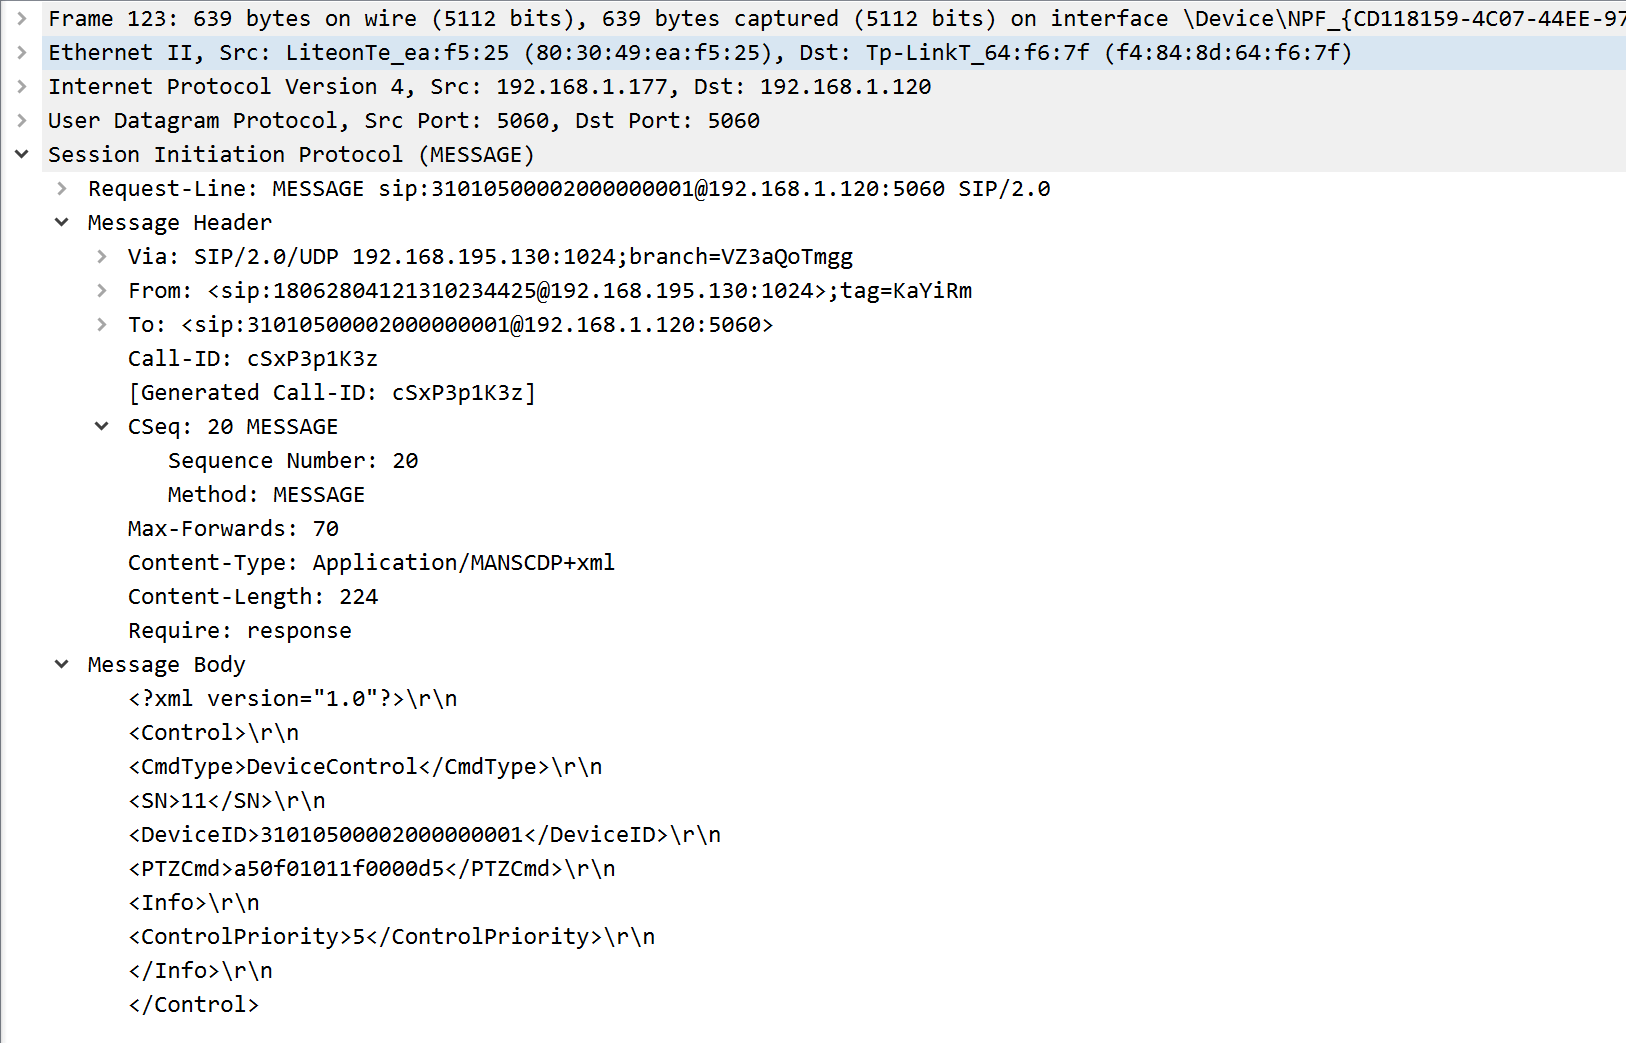 Frame 123: 639 bytes on wire (5112 bits), 639 bytes captured (5112 bits) on interface \Device\NPF_{CD118159-4C07-44EE-97
Ethernet II, Src: LiteonTe_ea:f5:25 (80:30:49:ea:f5:25), Dst: Tp-LinkT_64:f6:7f (f4:84:8d:64:f6:7f)
Internet Protocol Version 4, Src: 192.168.1.177, Dst: 192.168.1.120
User Datagram Protocol, Src Port: 5060, Dst Port: 5060
Session Initiation Protocol (MESSAGE)
Request-Line: MESSAGE sip:31010500002000000001@192.168.1.120:5060 SIP/2.0
Message Header
Via: SIP/2.0/UDP 192.168.195.130:1024;branch=VZ3aQoTmgg
From: <sip:18062804121310234425@192.168.195.130:1024>;tag=KaYiRm
To: <sip:31010500002000000001@192.168.1.120:5060>
Call-ID: cSxP3p1K3z
[Generated Call-ID: cSxP3p1K3z]
CSeq: 20 MESSAGE
Sequence Number: 20
Method: MESSAGE
Max-Forwards: 70
Content-Type: Application/MANSCDP+xml
Content-Length: 224
Require: response
Message Body
<?xml version="1.0"?>\r\n
<Control>\r\n
<CmdType>DeviceControl</CmdType>\r\n
<SN>11</SN>\r\n
<DeviceID>31010500002000000001</DeviceID>\r\n
<PTZCmd>a50f01011f0000d5</PTZCmd>\r\n
<Info>\r\n
<ControlPriority>5</ControlPriority>\r\n
</Info>\r\n
</Control>